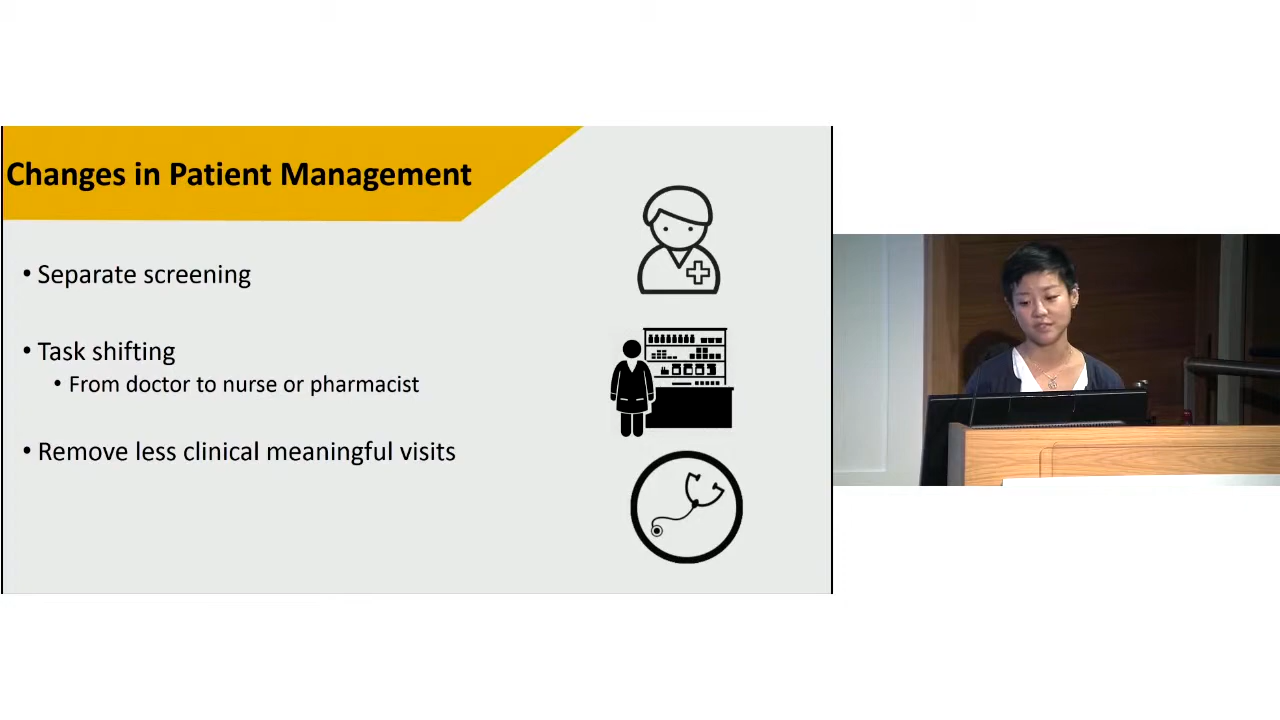 Changes in Patient Management
• Separate screening
• Task shifting
• From doctor to nurse or pharmacist
• Remove less clinical meaningful visits